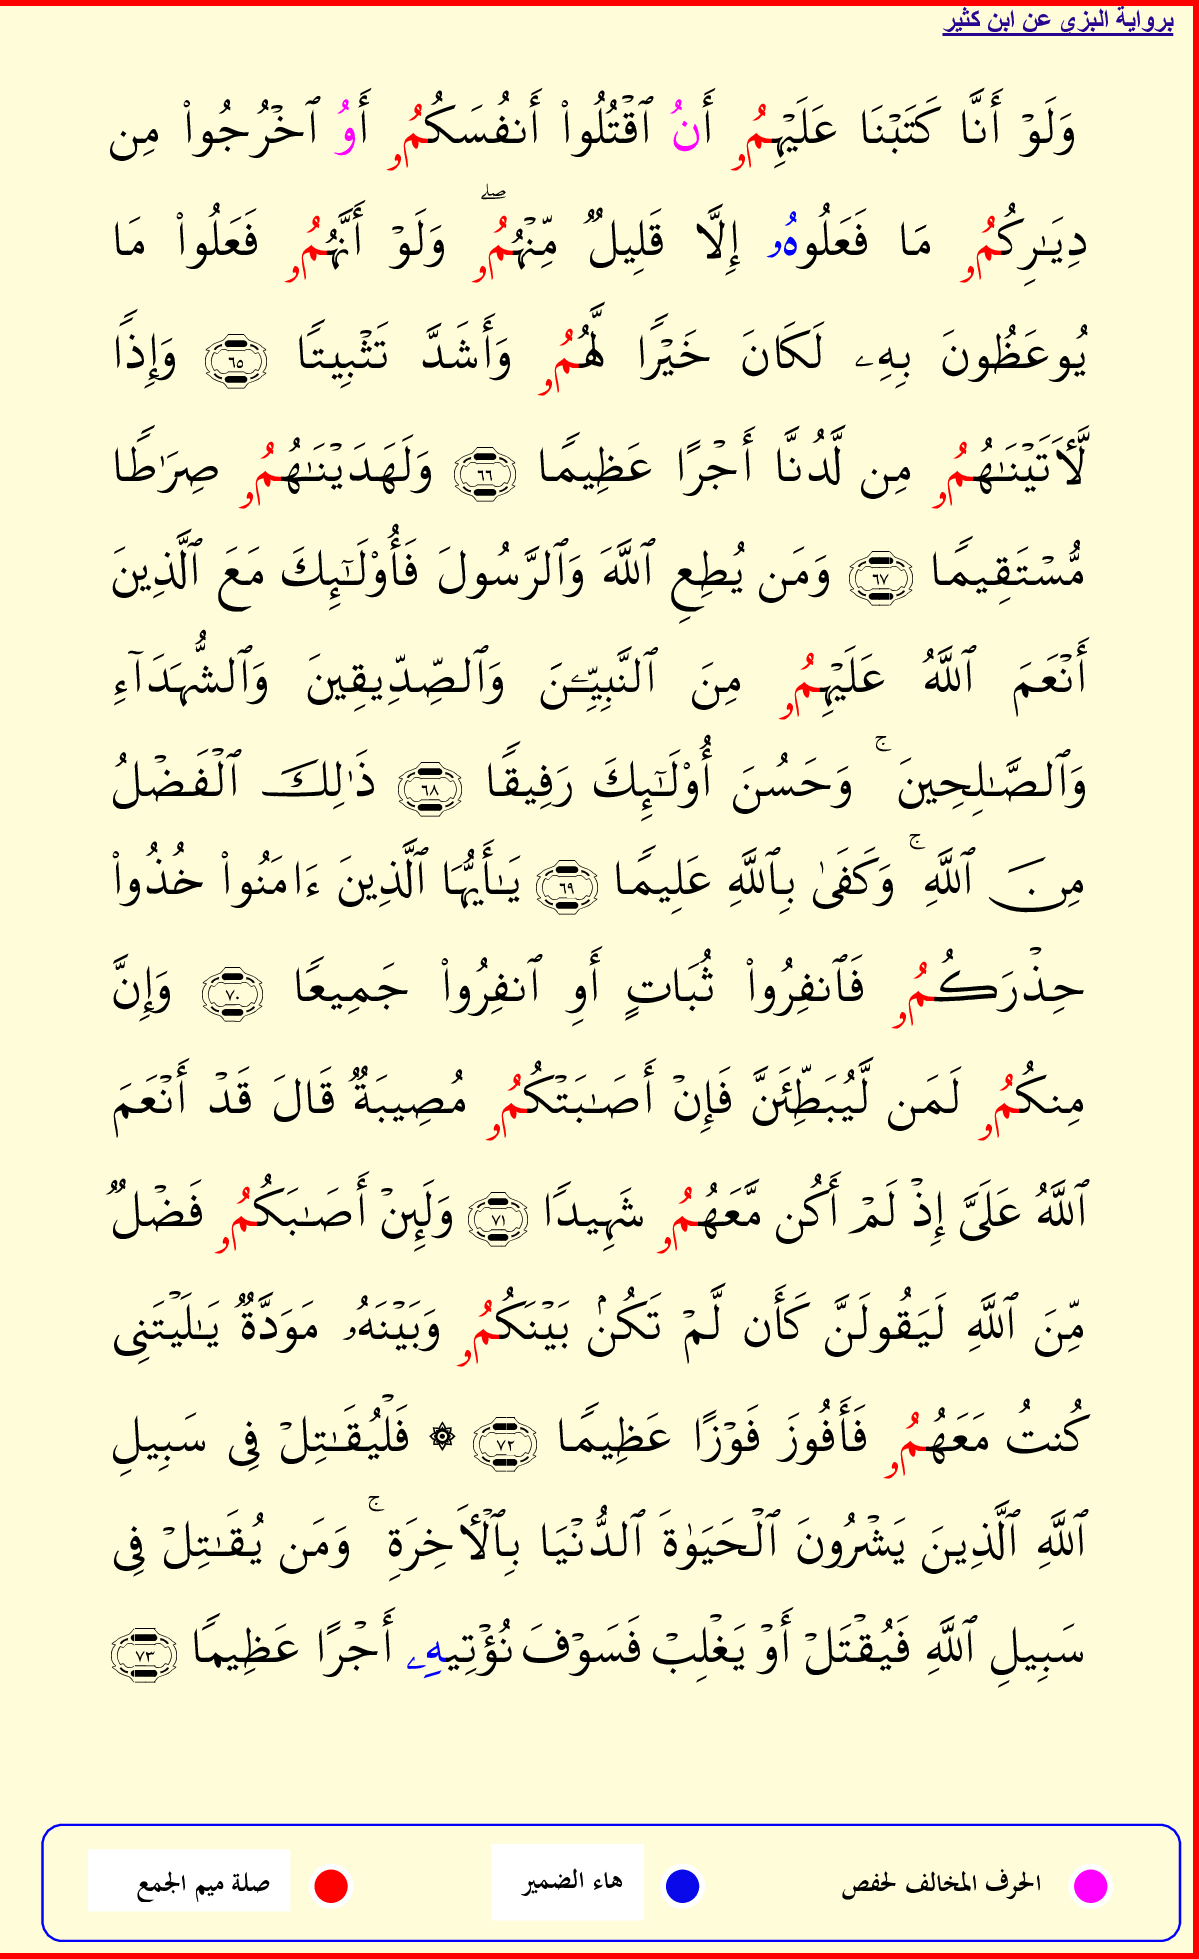 برواية البزي عن ابن كثير
وَلَوۡ أَنَّا كَتَبۡنَا عَلَيۡهِمُۥ أَنُ ٱقۡتُلُواْ أَنفُسَكُمُۥ أَوُ ٱخۡرُجُواْ مِن
دِيَٰرِكُمُۥ مَا فَعَلُوهُۥ إِلَّا قَلِيلٞ مِّنۡهُمُۥۖ وَلَوۡ أَنَّهُمُۥ فَعَلُواْ مَا
يُوعَظُونَ بِهِۦ لَكَانَ خَيۡرٗا لَّهُمُۥ وَأَشَدَّ تَثۡبِيتٗا ٦٥ وَإِذٗا
لَّأٓتَيۡنَٰهُمُۥ مِن لَّدُنَّا أَجۡرًا عَظِيمٗا ٦٦ وَلَهَدَيۡنَٰهُمُۥ صِرَٰطٗا
مُّسۡتَقِيمٗا ٦٧ وَمَن يُطِعِ ٱللَّهَ وَٱلرَّسُولَ فَأُوْلَٰٓئِكَ مَعَ ٱلَّذِينَ
أَنۡعَمَ ٱللَّهُ عَلَيۡهِمُۥ مِنَ ٱلنَّبِيِّـۧنَ وَٱلصِّدِّيقِينَ وَٱلشُّهَدَآءِ
وَٱلصَّٰلِحِينَۚ وَحَسُنَ أُوْلَٰٓئِكَ رَفِيقٗا ٦٨ ذَٰلِكَ ٱلۡفَضۡلُ
مِنَ ٱللَّهِۚ وَكَفَىٰ بِٱللَّهِ عَلِيمٗا ٦٩ يَٰٓأَيُّهَا ٱلَّذِينَ ءَامَنُواْ خُذُواْ
حِذۡرَكُمُۥ فَٱنفِرُواْ ثُبَاتٍ أَوِ ٱنفِرُواْ جَمِيعٗا ٧٠ وَإِنَّ
مِنكُمُۥ لَمَن لَّيُبَطِّئَنَّ فَإِنۡ أَصَٰبَتۡكُمُۥ مُصِيبَةٞ قَالَ قَدۡ أَنۡعَمَ
ٱللَّهُ عَلَيَّ إِذۡ لَمۡ أَكُن مَّعَهُمُۥ شَهِيدٗا ٧١ وَلَئِنۡ أَصَٰبَكُمُۥ فَضۡلٞ
مِّنَ ٱللَّهِ لَيَقُولَنَّ كَأَن لَّمۡ تَكُنۢ بَيۡنَكُمُۥ وَبَيۡنَهُۥ مَوَدَّةٞ يَٰلَيۡتَنِي
كُنتُ مَعَهُمُۥ فَأَفُوزَ فَوۡزًا عَظِيمٗا ٧٢ ۞ فَلۡيُقَٰتِلۡ فِي سَبِيلِ
ٱللَّهِ ٱلَّذِينَ يَشۡرُونَ ٱلۡحَيَوٰةَ ٱلدُّنۡيَا بِٱلۡأٓخِرَةِۚ وَمَن يُقَٰتِلۡ فِي
سَبِيلِ ٱللَّهِ فَيُقۡتَلۡ أَوۡ يَغۡلِبۡ فَسَوۡفَ نُؤۡتِيهِۦ أَجۡرًا عَظِيمٗا ٧٣
الحرف المخالف لحفص هاء الضمير صلة ميم الجمع